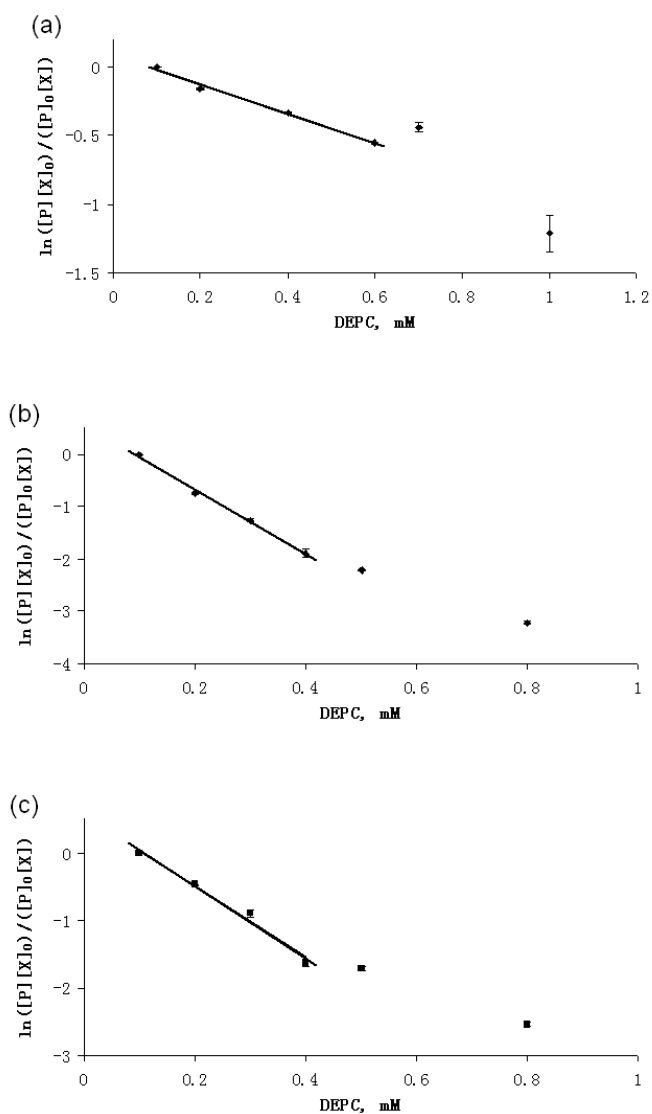 (a)
0
-0.5
-1
-1.5
0 0.2 0.4 0.6 0.8 1 1.2
ln([P][X]₀)/([P]₀[X])
DEPC, mM
(b)
0
-1
-2
-3
-4
0 0.2 0.4 0.6 0.8 1
ln([P][X]₀)/([P]₀[X])
DEPC, mM
(c)
0
-1
-2
-3
0 0.2 0.4 0.6 0.8 1
ln([P][X]₀)/([P]₀[X])
DEPC, mM